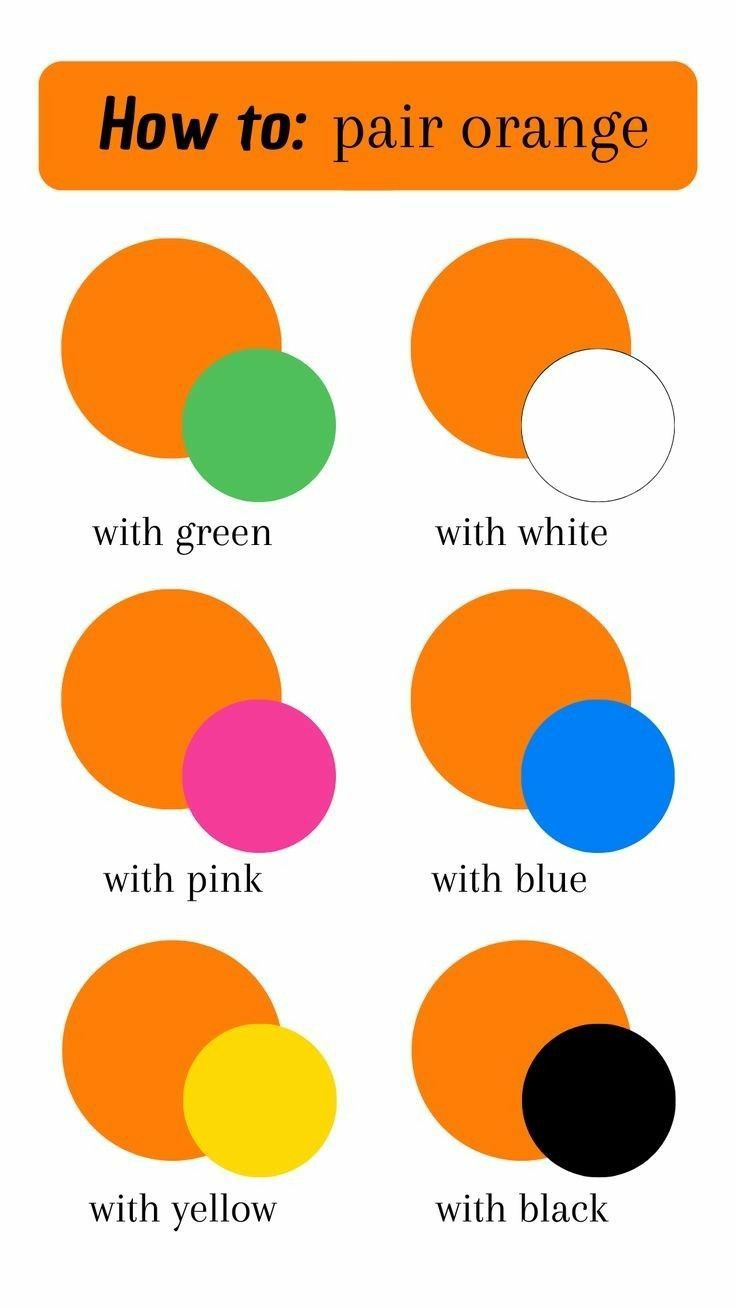 How to: pair orange
with green
with white
with pink
with blue
with yellow
with black